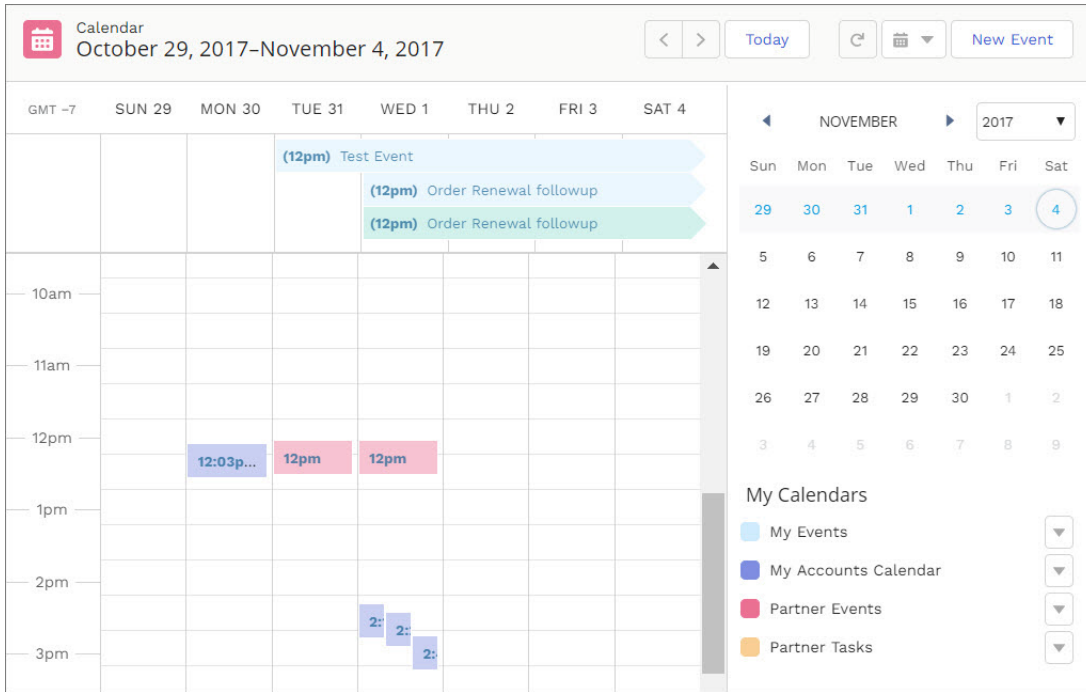 Calendar
October 29, 2017–November 4, 2017
Today
New Event
GMT –7 SUN 29 MON 30 TUE 31 WED 1 THU 2 FRI 3 SAT 4
(12pm) Test Event
(12pm) Order Renewal followup
(12pm) Order Renewal followup
10am
11am
12pm
12:03p... 12pm 12pm
1pm
2pm
2:
2:
2:
3pm
NOVEMBER 2017
Sun Mon Tue Wed Thu Fri Sat
29 30 31 1 2 3 4
5 6 7 8 9 10 11
12 13 14 15 16 17 18
19 20 21 22 23 24 25
26 27 28 29 30 1 2
3 4 5 6 7 8 9
My Calendars
My Events
My Accounts Calendar
Partner Events
Partner Tasks